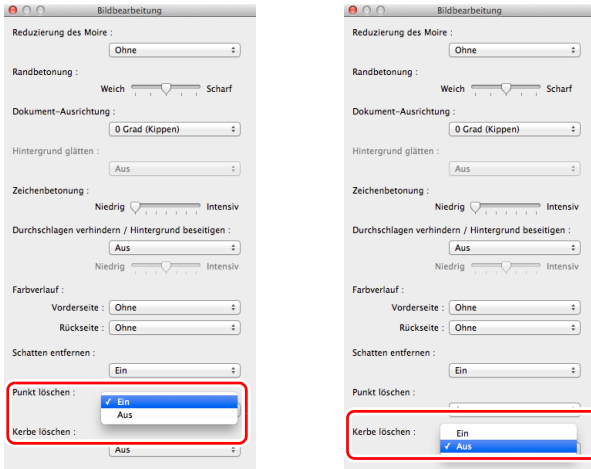 Bildbearbeitung
Reduzierung des Moire :
Ohne
Randbetonung :
Weich Scharf
Dokument-Ausrichtung :
0 Grad (Kippen)
Hintergrund glätten :
Aus
Zeichenbetonung :
Niedrig Intensiv
Durchschlagen verhindern / Hintergrund beseitigen :
Aus
Niedrig Intensiv
Farbverlauf :
Vorderseite : Ohne
Rückseite : Ohne
Schatten entfernen :
Ein
Punkt löschen :
✓ Ein
Aus
Kerbe löschen :
Aus
Bildbearbeitung
Reduzierung des Moire :
Ohne
Randbetonung :
Weich Scharf
Dokument-Ausrichtung :
0 Grad (Kippen)
Hintergrund glätten :
Aus
Zeichenbetonung :
Niedrig Intensiv
Durchschlagen verhindern / Hintergrund beseitigen :
Aus
Niedrig Intensiv
Farbverlauf :
Vorderseite : Ohne
Rückseite : Ohne
Schatten entfernen :
Ein
Punkt löschen :
Kerbe löschen :
Ein
✓ Aus